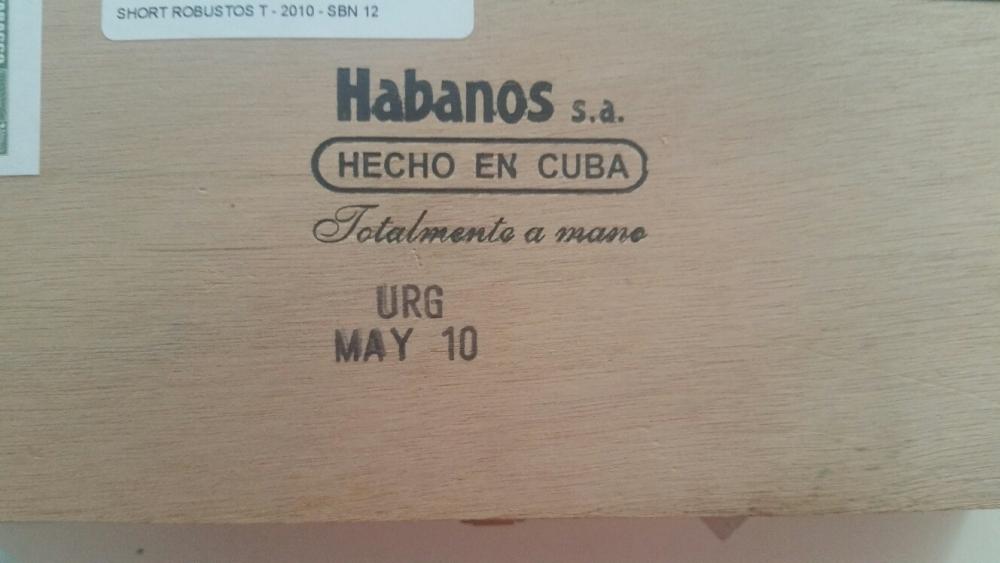 SHORT ROBUSTOS T - 2010 - SBN 12
Habanos s.a.
HECHO EN CUBA
Totalmente a mano
URG
MAY 10